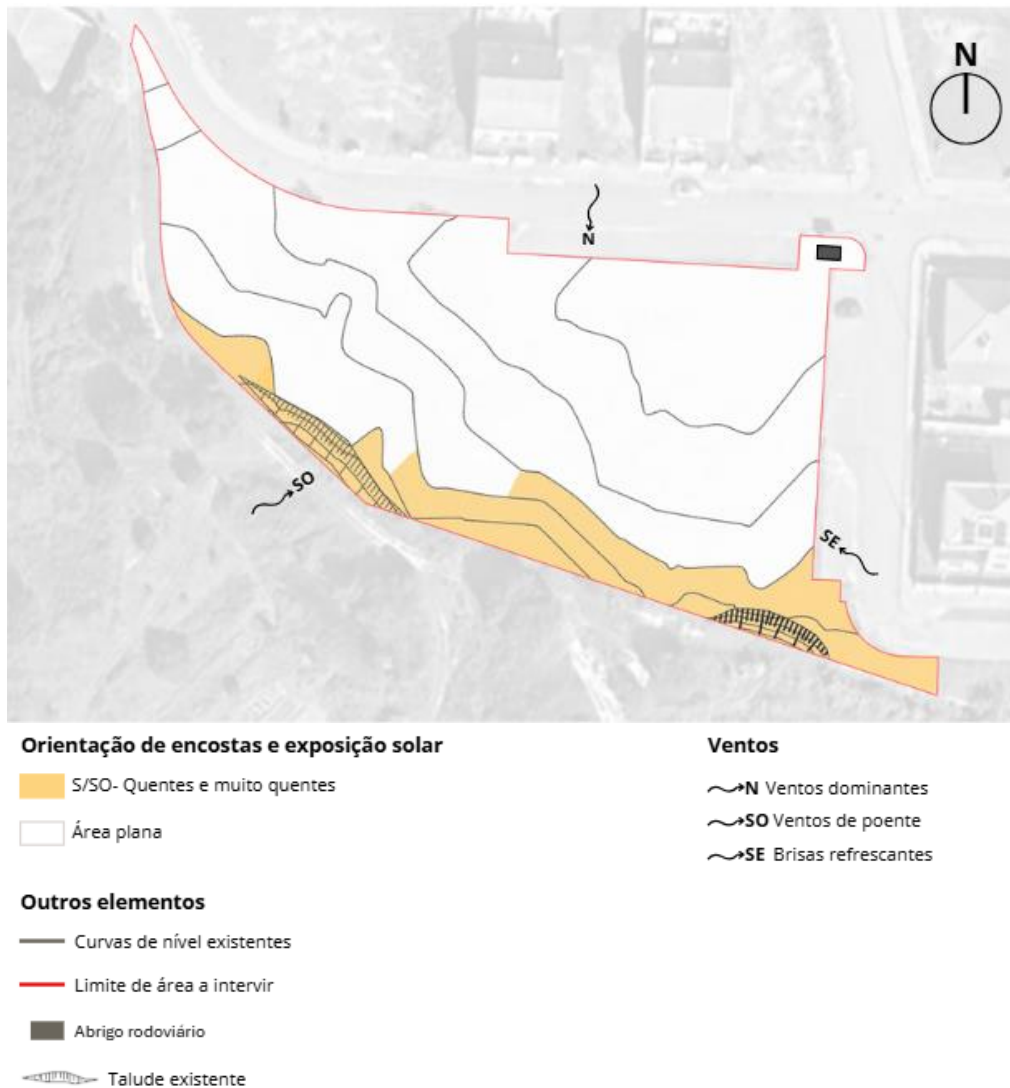 N
N
SO
SE
Orientação de encostas e exposição solar
S/SO- Quentes e muito quentes
Área plana
Ventos
N Ventos dominantes
SO Ventos de poente
SE Brisas refrescantes
Outros elementos
Curvas de nível existentes
Limite de área a intervir
Abrigo rodoviário
Talude existente